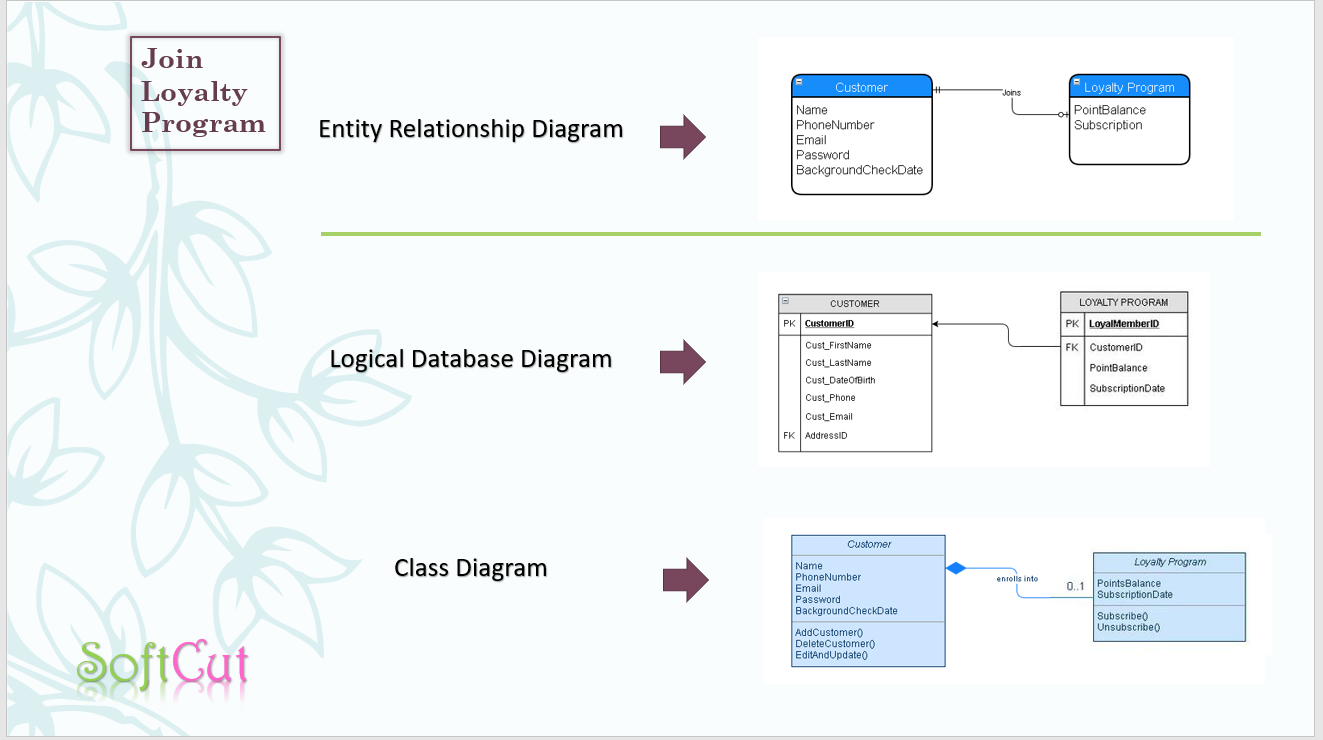 Join
Loyalty
Program
Entity Relationship Diagram
Customer
Name
PhoneNumber
Email
Password
BackgroundCheckDate
Joins
Loyalty Program
PointBalance
Subscription
Logical Database Diagram
CUSTOMER
PK CustomerID
Cust_FirstName
Cust_LastName
Cust_DateOfBirth
Cust_Phone
Cust_Email
FK AddressID
LOYALTY PROGRAM
PK LoyalMemberID
FK CustomerID
PointBalance
SubscriptionDate
Class Diagram
Customer
Name
PhoneNumber
Email
Password
BackgroundCheckDate
AddCustomer()
DeleteCustomer()
EditAndUpdate()
enrolls into
0..1
Loyalty Program
PointsBalance
SubscriptionDate
Subscribe()
Unsubscribe()
SoftCut